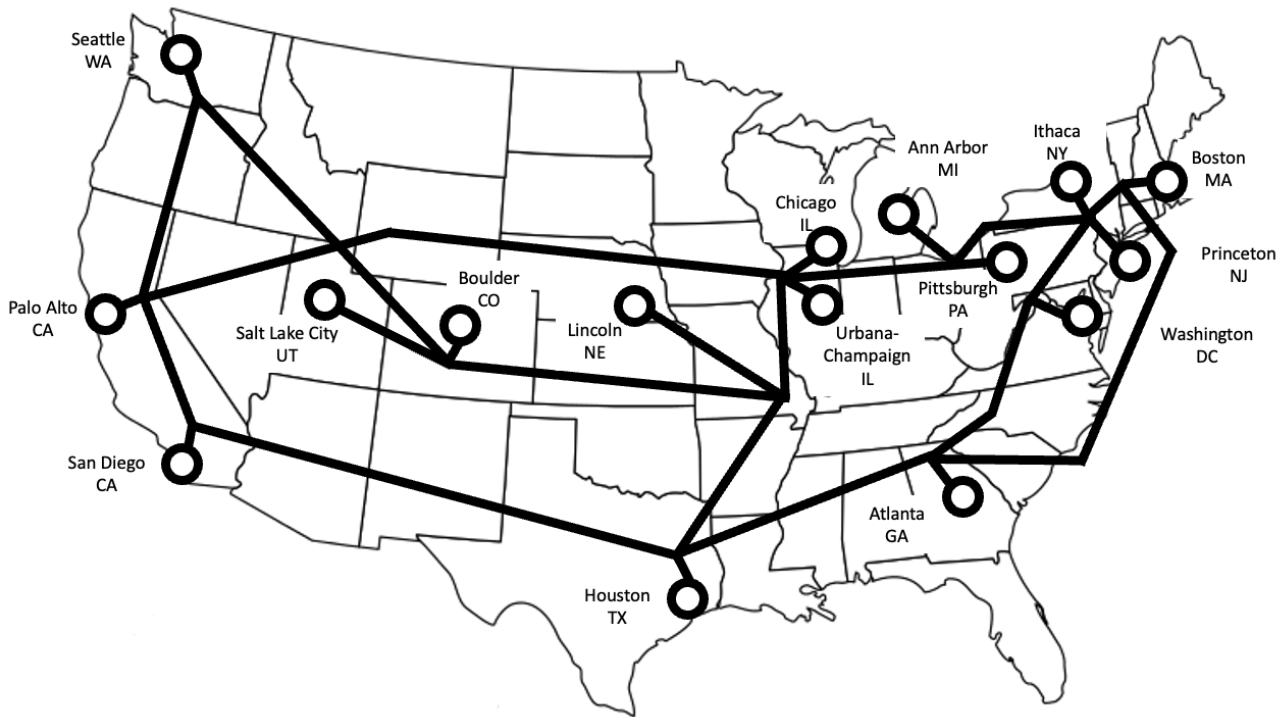 Seattle
WA
Ithaca
NY
Ann Arbor
MI
Boston
MA
Chicago
IL
Princeton
NJ
Boulder
CO
Pittsburgh
PA
Palo Alto
CA
Salt Lake City
UT
Lincoln
NE
Urbana-
Champaign
IL
Washington
DC
San Diego
CA
Atlanta
GA
Houston
TX